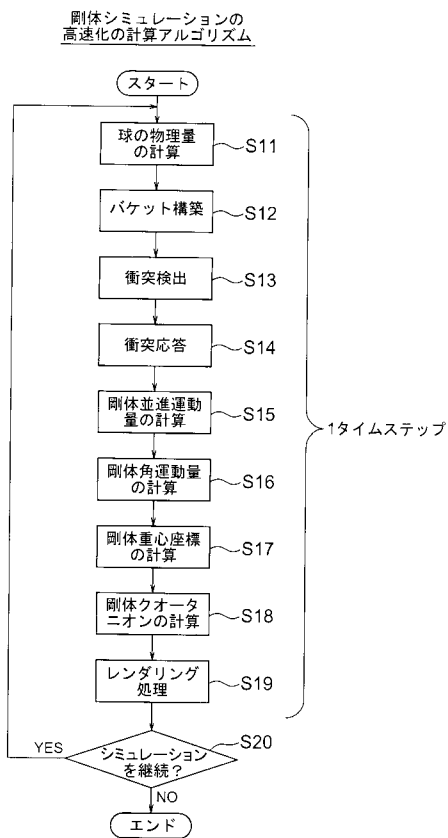 剛体シミュレーションの
高速化の計算アルゴリズム
スタート
球の物理量
の計算
S11
バケット構築
S12
衝突検出
S13
衝突応答
S14
剛体並進運動
量の計算
S15
1タイムステップ
剛体角運動量
の計算
S16
剛体重心座標
の計算
S17
剛体クオータ
ニオンの計算
S18
レンダリング
処理
S19
S20
YES
シミュレーション
を継続？
NO
エンド